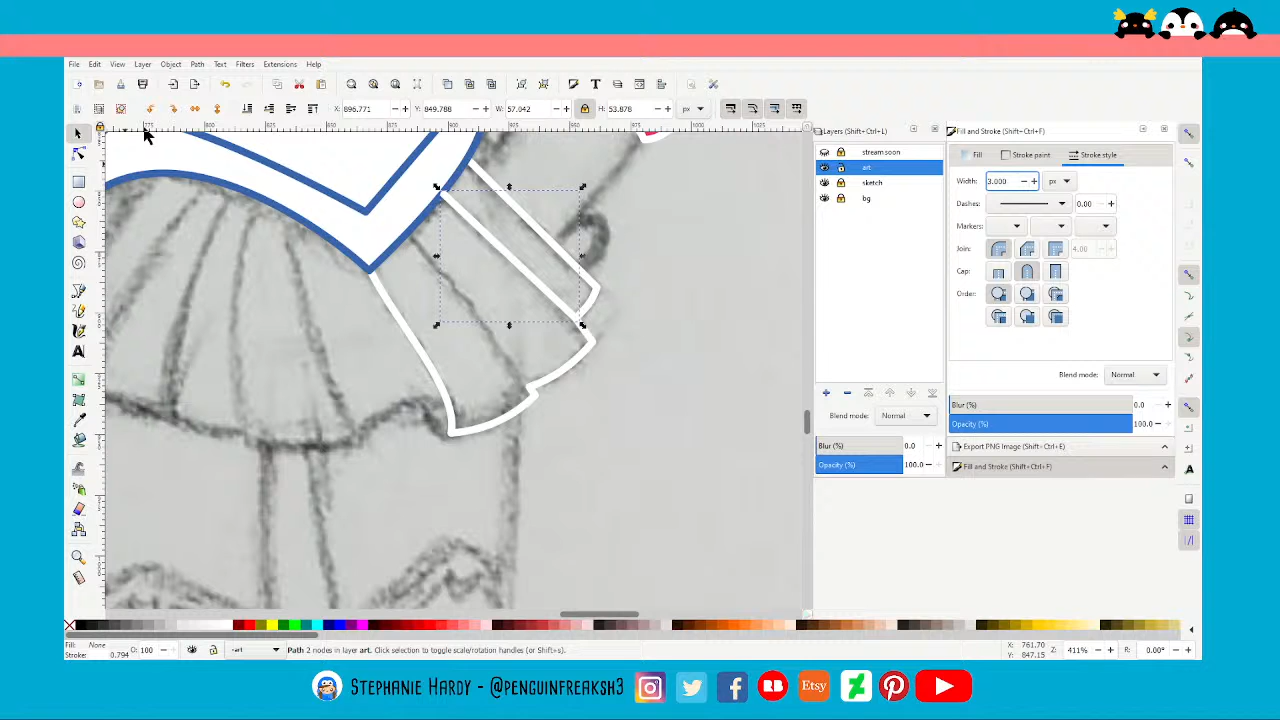 File Edit View Layer Object Path Text Filters Extensions Help
X: 896.771 Y: 849.788 W: 57.042 H: 53.878 px
Layers (Shift+Ctrl+L)
stream soon
art
sketch
bg
Blend mode: Normal
Blur (%) 0.0
Opacity (%) 100.0
Fill and Stroke (Shift+Ctrl+F)
Fill Stroke paint Stroke style
Width: 3.000 px
Dashes: 0.00
Markers:
Join: 4.00
Cap:
Order:
Blend mode: Normal
Blur (%) 0.0
Opacity (%) 100.0
Export PNG Image (Shift+Ctrl+E)
Fill and Stroke (Shift+Ctrl+F)
Fill: None
Stroke: 0.794
O: 100
art
Path 2 nodes in layer art. Click selection to toggle scale/rotation handles (or Shift+s).
X: 761.70
Y: 847.15
Z: 411%
R: 0.00°
Stephanie Hardy - @penguinfreaksh3
Etsy